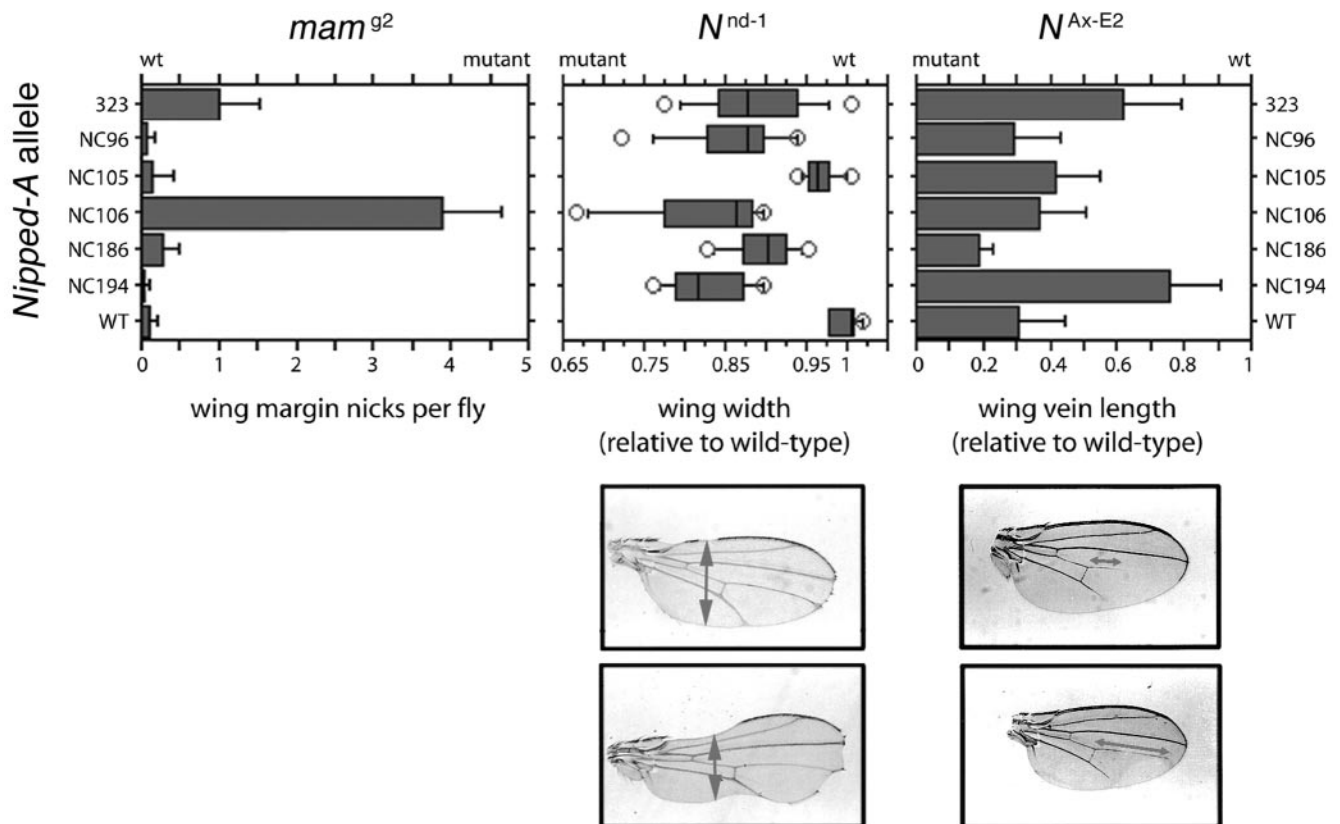 mam g2
N nd-1
N Ax-E2
wt mutant
mutant wt
mutant wt
Nipped-A allele
323
NC96
NC105
NC106
NC186
NC194
WT
0 1 2 3 4 5
wing margin nicks per fly
0.65 0.75 0.85 0.95 1
wing width
(relative to wild-type)
0 0.2 0.4 0.6 0.8 1
wing vein length
(relative to wild-type)
323
NC96
NC105
NC106
NC186
NC194
WT